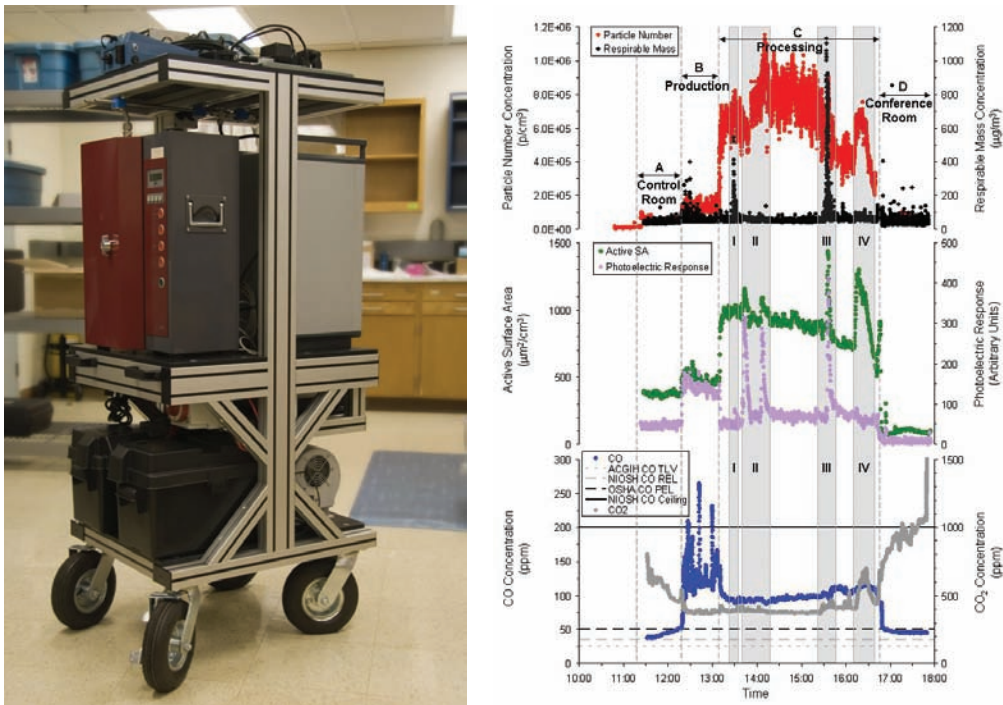 1.2E+06
1.0E+06
8.0E+05
6.0E+05
4.0E+05
2.0E+05
0.0E+00
Particle Number Concentration
(p/cm³)
Particle Number
Respirable Mass
A
Control
Room
B
Production
C
Processing
D
Conference
Room
1200
1000
800
600
400
200
0
Respirable Mass Concentration
(µg/m³)
1500
1000
500
0
Active Surface Area
(µm²/cm³)
Active SA
Photoelectric Response
I II III IV
500
400
300
200
100
0
Photoelectric Response
(Arbitrary Units)
300
250
200
150
100
50
0
CO Concentration
(ppm)
CO
ACGIH CO TLV
NIOSH CO REL
OSHA CO PEL
NIOSH CO Ceiling
CO2
I II III IV
1500
1000
500
0
CO₂ Concentration
(ppm)
10:00 11:00 12:00 13:00 14:00 15:00 16:00 17:00 18:00
Time